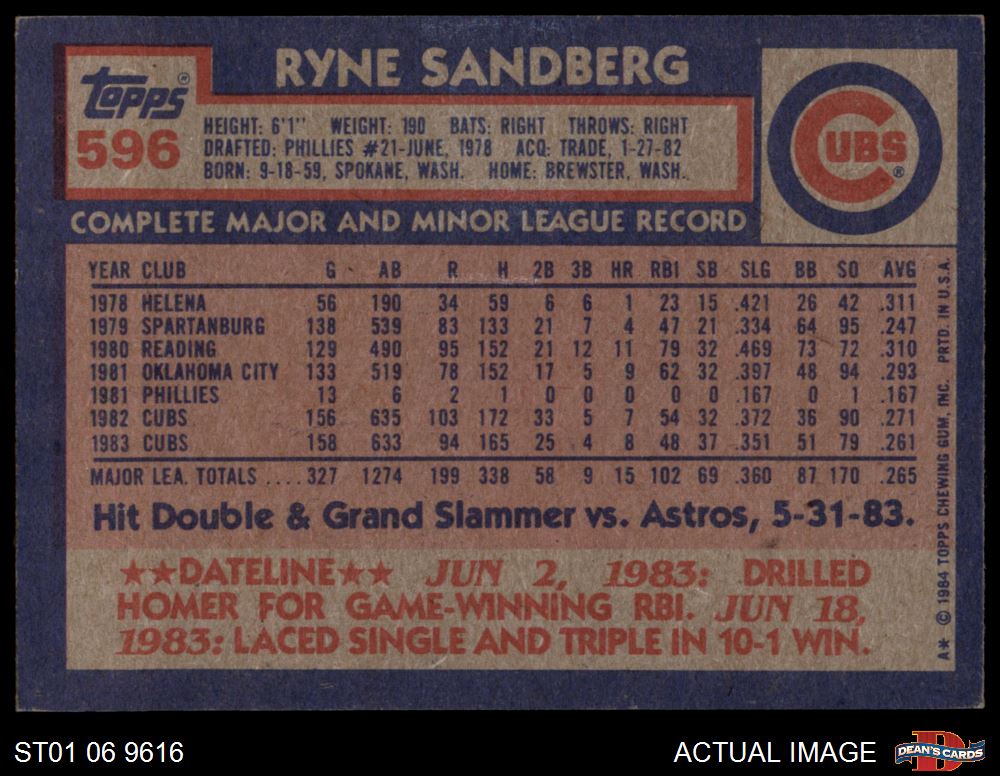 RYNE SANDBERG
Topps®
596
HEIGHT: 6'1" WEIGHT: 190 BATS: RIGHT THROWS: RIGHT
DRAFTED: PHILLIES #21-JUNE, 1978 ACQ: TRADE, 1-27-82
BORN: 9-18-59, SPOKANE, WASH. HOME: BREWSTER, WASH.
CUBS®
COMPLETE MAJOR AND MINOR LEAGUE RECORD
YEAR CLUB G AB R H 2B 3B HR RBI SB SLG BB SO AVG
1978 HELENA 56 190 34 59 6 6 1 23 15 .421 26 42 .311
1979 SPARTANBURG 138 539 83 133 21 7 4 47 21 .334 64 95 .247
1980 READING 129 490 95 152 21 12 11 79 32 .469 73 72 .310
1981 OKLAHOMA CITY 133 519 78 152 17 5 9 62 32 .397 48 94 .293
1981 PHILLIES 13 6 2 1 0 0 0 0 0 .167 0 1 .167
1982 CUBS 156 635 103 172 33 5 7 54 32 .372 36 90 .271
1983 CUBS 158 633 94 165 25 4 8 48 37 .351 51 79 .261
MAJOR LEA. TOTALS .... 327 1274 199 338 58 9 15 102 69 .360 87 170 .265
Hit Double & Grand Slammer vs. Astros, 5-31-83.
★★DATELINE★★ JUN 2, 1983: DRILLED
HOMER FOR GAME-WINNING RBI. JUN 18,
1983: LACED SINGLE AND TRIPLE IN 10-1 WIN.
A* © 1984 TOPPS CHEWING GUM, INC. PRTD. IN U.S.A.
ST01 06 9616
ACTUAL IMAGE
DEAN'S CARDS